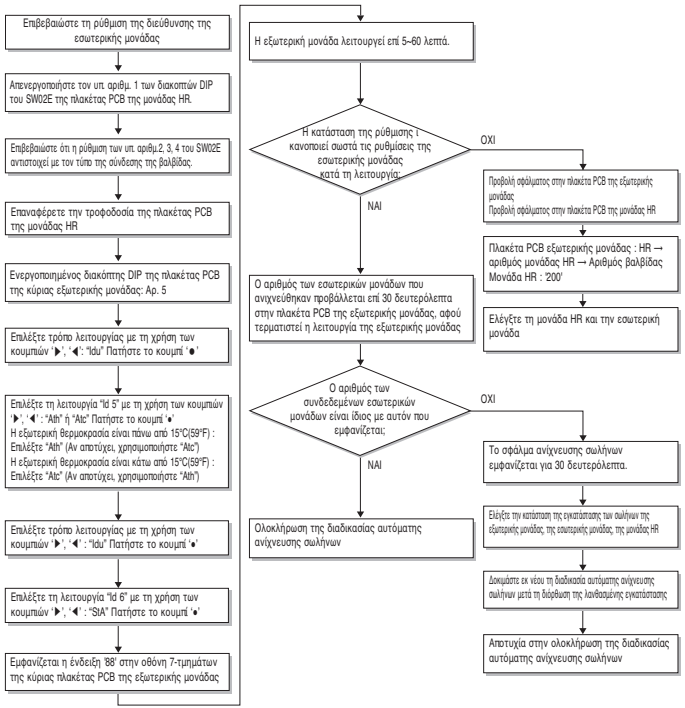 Επιβεβαιώστε τη ρύθμιση της διεύθυνσης της
εσωτερικής μονάδας
Απενεργοποιήστε τον υπ. αριθμ. 1 των διακοπτών DIP
του SW02E της πλακέτας PCB της μονάδας HR.
Επιβεβαιώστε ότι η ρύθμιση των υπ. αριθμ.2, 3, 4 του SW02E
αντιστοιχεί με τον τύπο της σύνδεσης της βαλβίδας.
Επαναφέρετε την τροφοδοσία της πλακέτας PCB
της μονάδας HR
Ενεργοποιημένος διακόπτης DIP της πλακέτας PCB
της κύριας εξωτερικής μονάδας: Αρ. 5
Επιλέξτε τρόπο λειτουργίας με τη χρήση των
κουμπιών ‘▶’, ‘◀’: “Idu” Πατήστε το κουμπί ‘●’
Επιλέξτε τη λειτουργία “Id 5” με τη χρήση των κουμπιών
‘▶’, ‘◀’ : “Ath” ή “Atc” Πατήστε το κουμπί ‘●’
Η εξωτερική θερμοκρασία είναι πάνω από 15°C(59°F) :
Επιλέξτε “Ath” (Αν αποτύχει, χρησιμοποιήστε “Atc”)
Η εξωτερική θερμοκρασία είναι κάτω από 15°C(59°F) :
Επιλέξτε “Atc” (Αν αποτύχει, χρησιμοποιήστε “Ath”)
Επιλέξτε τρόπο λειτουργίας με τη χρήση των
κουμπιών ‘▶’, ‘◀’ : “Idu” Πατήστε το κουμπί ‘●’
Επιλέξτε τη λειτουργία “Id 6” με τη χρήση των
κουμπιών ‘▶’, ‘◀’ : “StA” Πατήστε το κουμπί ‘●’
Εμφανίζεται η ένδειξη '88' στην οθόνη 7-τμημάτων
της κύριας πλακέτας PCB της εξωτερικής μονάδας
Η εξωτερική μονάδα λειτουργεί επί 5~60 λεπτά.
Η κατάσταση της ρύθμισης ι
κανοποιεί σωστά τις ρυθμίσεις της
εσωτερικής μονάδας
κατά τη λειτουργία;
ΟΧΙ
ΝΑΙ
Προβολή σφάλματος στην πλακέτα PCB της εξωτερικής
μονάδας
Προβολή σφάλματος στην πλακέτα PCB της μονάδας HR
Πλακέτα PCB εξωτερικής μονάδας : HR →
αριθμός μονάδας HR → Αριθμός βαλβίδας
Μονάδα HR : '200'
Ελέγξτε τη μονάδα HR και την εσωτερική
μονάδα
Ο αριθμός των εσωτερικών μονάδων που
ανιχνεύθηκαν προβάλλεται επί 30 δευτερόλεπτα
στην πλακέτα PCB της εξωτερικής μονάδας, αφού
τερματιστεί η λειτουργία της εξωτερικής μονάδας
Ο αριθμός των
συνδεδεμένων εσωτερικών
μονάδων είναι ίδιος με αυτόν που
εμφανίζεται;
ΟΧΙ
ΝΑΙ
Ολοκλήρωση της διαδικασίας αυτόματης
ανίχνευσης σωλήνων
Το σφάλμα ανίχνευσης σωλήνων
εμφανίζεται για 30 δευτερόλεπτα.
Ελέγξτε την κατάσταση της εγκατάστασης των σωλήνων της
εξωτερικής μονάδας, της εσωτερικής μονάδας, της μονάδας HR
Δοκιμάστε εκ νέου τη διαδικασία αυτόματης ανίχνευσης
σωλήνων μετά τη διόρθωση της λανθασμένης εγκατάστασης
Αποτυχία στην ολοκλήρωση της διαδικασίας
αυτόματης ανίχνευσης σωλήνων